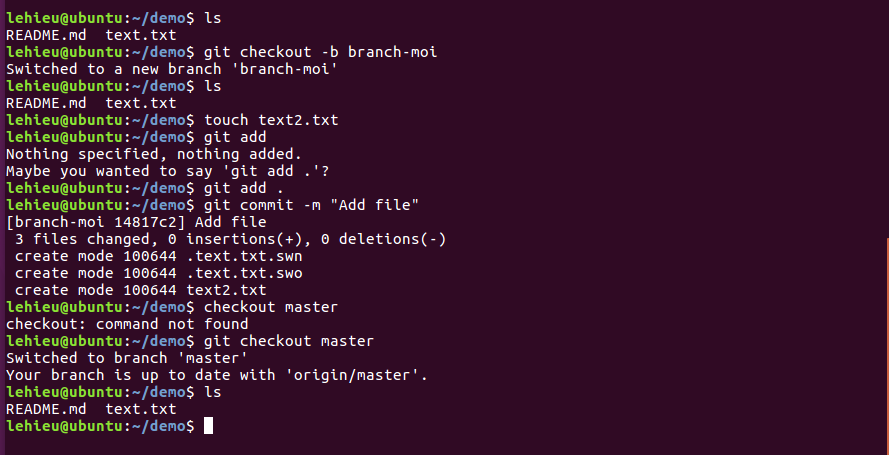 lehieu@ubuntu:~/demo$ ls
README.md  text.txt
lehieu@ubuntu:~/demo$ git checkout -b branch-moi
Switched to a new branch 'branch-moi'
lehieu@ubuntu:~/demo$ ls
README.md  text.txt
lehieu@ubuntu:~/demo$ touch text2.txt
lehieu@ubuntu:~/demo$ git add
Nothing specified, nothing added.
Maybe you wanted to say 'git add .'?
lehieu@ubuntu:~/demo$ git add .
lehieu@ubuntu:~/demo$ git commit -m "Add file"
[branch-moi 14817c2] Add file
 3 files changed, 0 insertions(+), 0 deletions(-)
 create mode 100644 .text.txt.swn
 create mode 100644 .text.txt.swo
 create mode 100644 text2.txt
lehieu@ubuntu:~/demo$ checkout master
checkout: command not found
lehieu@ubuntu:~/demo$ git checkout master
Switched to branch 'master'
Your branch is up to date with 'origin/master'.
lehieu@ubuntu:~/demo$ ls
README.md  text.txt
lehieu@ubuntu:~/demo$